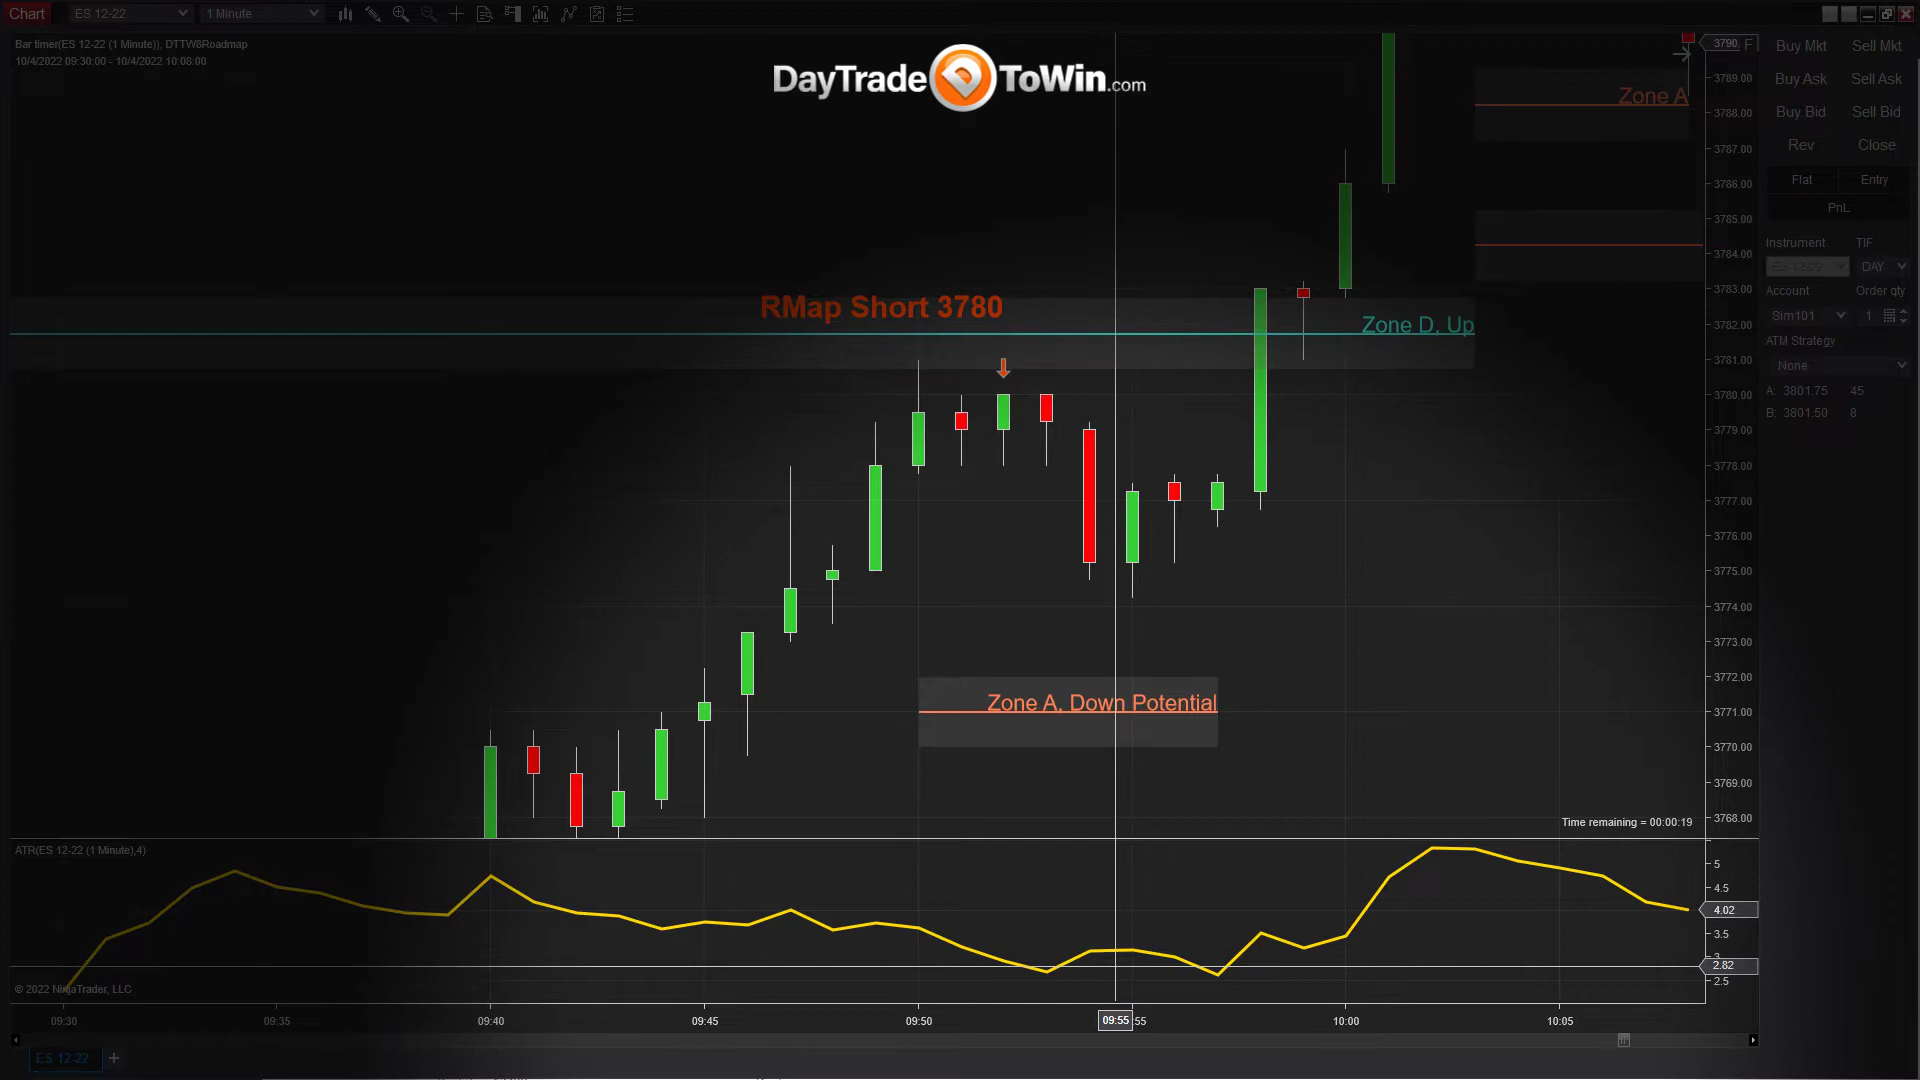 Chart
ES 12-22
1 Minute
Bar timer(ES 12-22 (1 Minute)), DTTW8Roadmap
10/4/2022 09:30:00 - 10/4/2022 10:08:00
DayTradeToWin.com
Zone A
RMap Short 3780
Zone D, Up
Zone A, Down Potential
Time remaining = 00:00:19
3790.
F
3789.00
3788.00
3787.00
3786.00
3785.00
3784.00
3783.00
3782.00
3781.00
3780.00
3779.00
3778.00
3777.00
3776.00
3775.00
3774.00
3773.00
3772.00
3771.00
3770.00
3769.00
3768.00
Buy Mkt
Sell Mkt
Buy Ask
Sell Ask
Buy Bid
Sell Bid
Rev
Close
Flat
Entry
PnL
Instrument
TIF
ES 12-22
DAY
Account
Order qty
Sim101
1
ATM Strategy
None
A: 3801.75 45
B: 3801.50 8
ATR(ES 12-22 (1 Minute),4)
5
4.5
4.02
3.5
3
2.82
2.5
© 2022 NinjaTrader, LLC
09:30
09:35
09:40
09:45
09:50
09:55
:55
10:00
10:05
ES 12-22